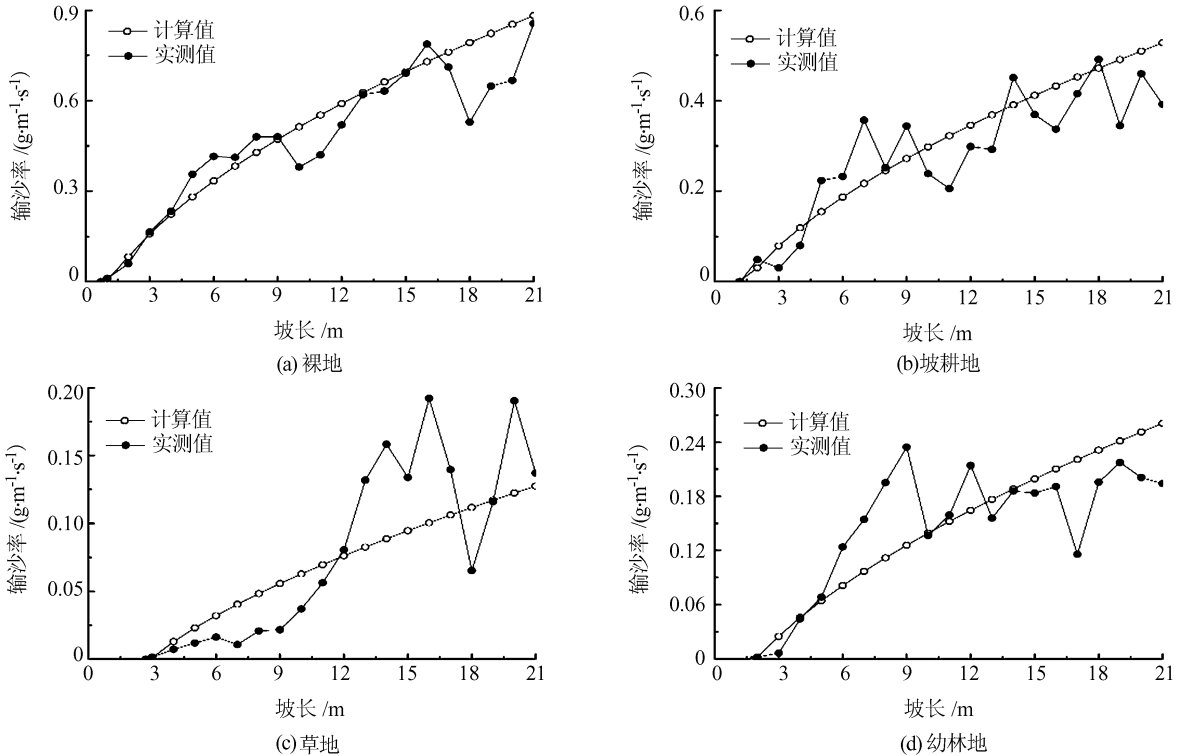 0.9
0.6
0.3
0
计算值
实测值
输沙率 /(g·m⁻¹·s⁻¹)
0 3 6 9 12 15 18 21
坡长 /m
(a) 裸地
0.6
0.4
0.2
0
计算值
实测值
输沙率 /(g·m⁻¹·s⁻¹)
0 3 6 9 12 15 18 21
坡长 /m
(b)坡耕地
0.20
0.15
0.10
0.05
0
计算值
实测值
输沙率 /(g·m⁻¹·s⁻¹)
0 3 6 9 12 15 18 21
坡长 /m
(c) 草地
0.30
0.24
0.18
0.12
0.06
0
计算值
实测值
输沙率 /(g·m⁻¹·s⁻¹)
0 3 6 9 12 15 18 21
坡长 /m
(d) 幼林地